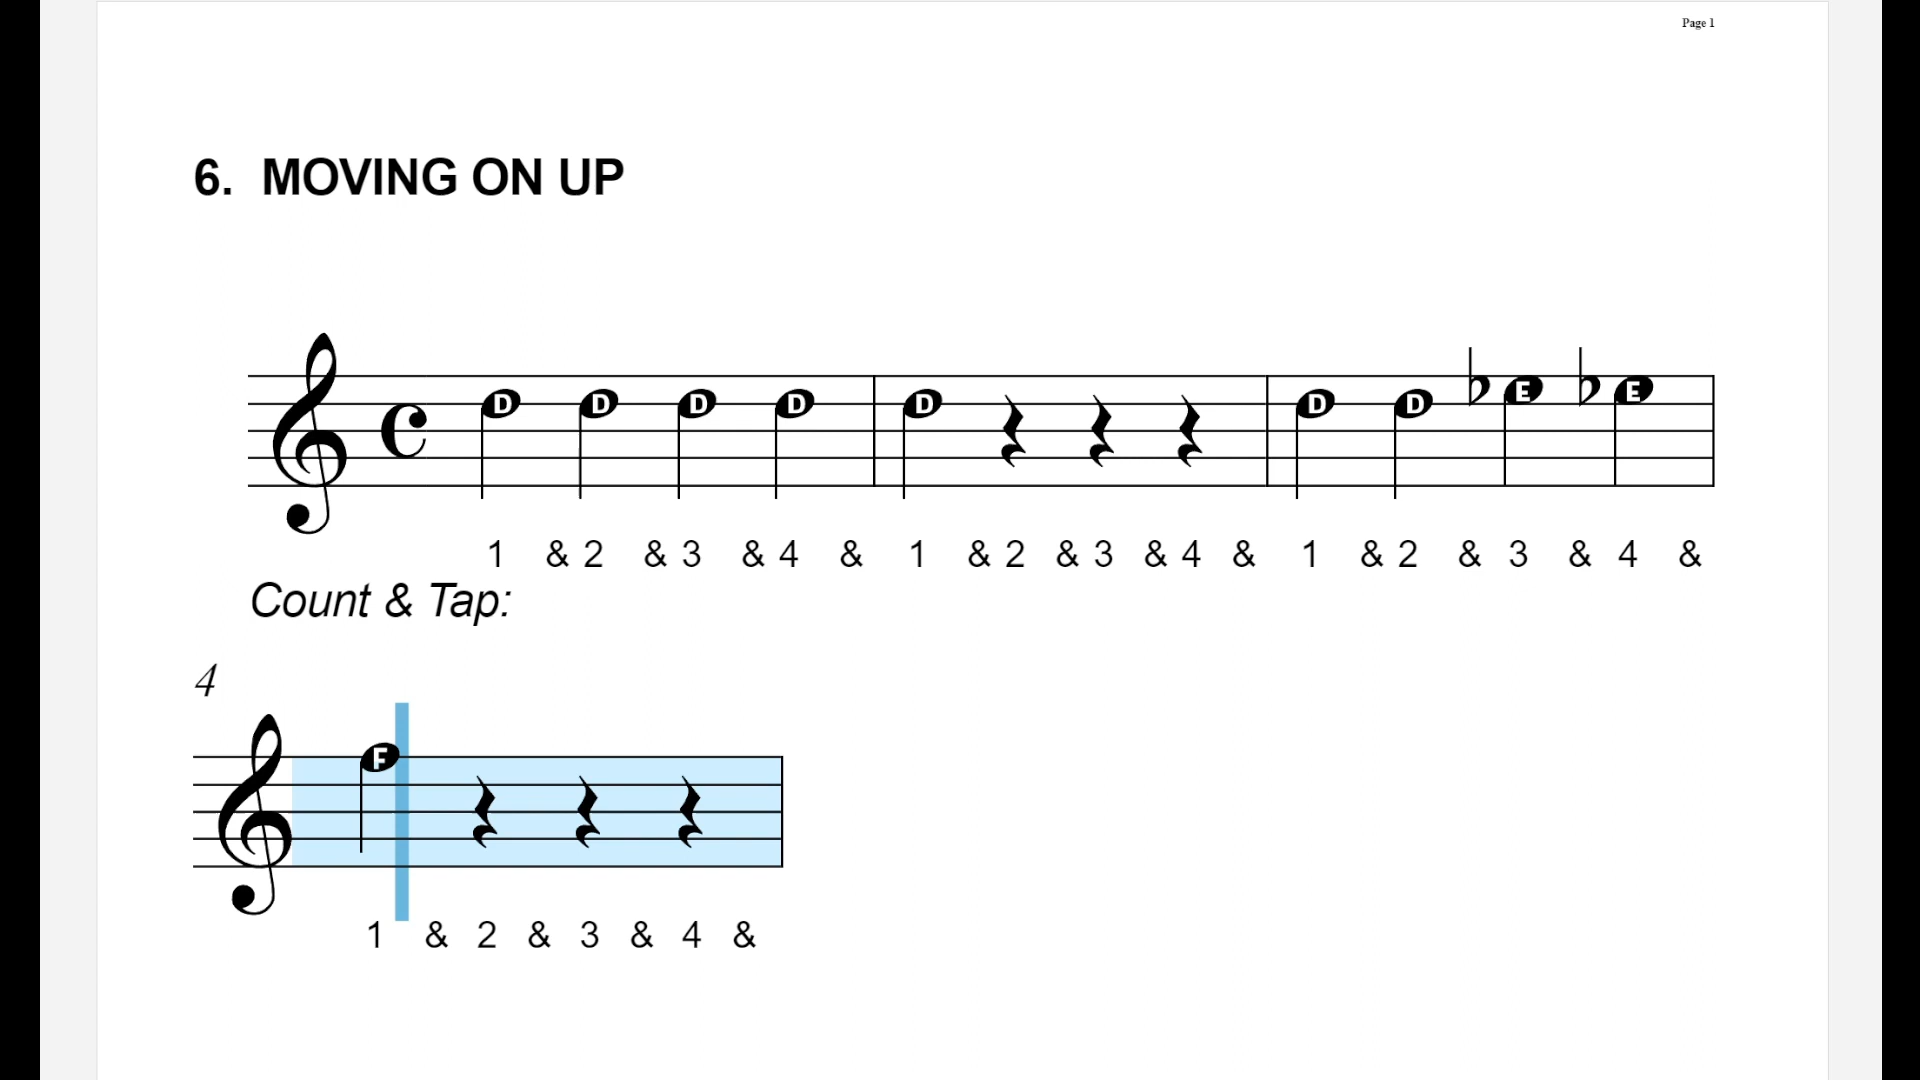 Page 1
6. MOVING ON UP
D D D D D D D E E
1 & 2 & 3 & 4 & 1 & 2 & 3 & 4 & 1 & 2 & 3 & 4 &
Count & Tap:
4
F
1 & 2 & 3 & 4 &